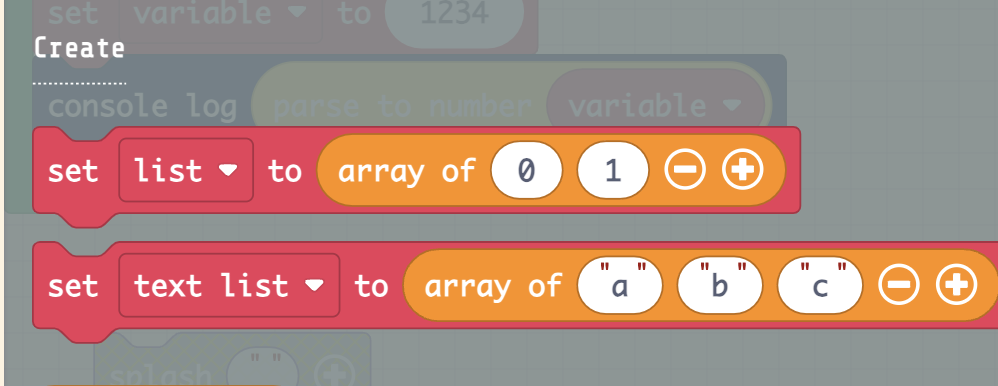 set variable to 1234
Create
console log parse to number variable
set list to array of 0 1
set text list to array of "a" "b" "c"
splash " "